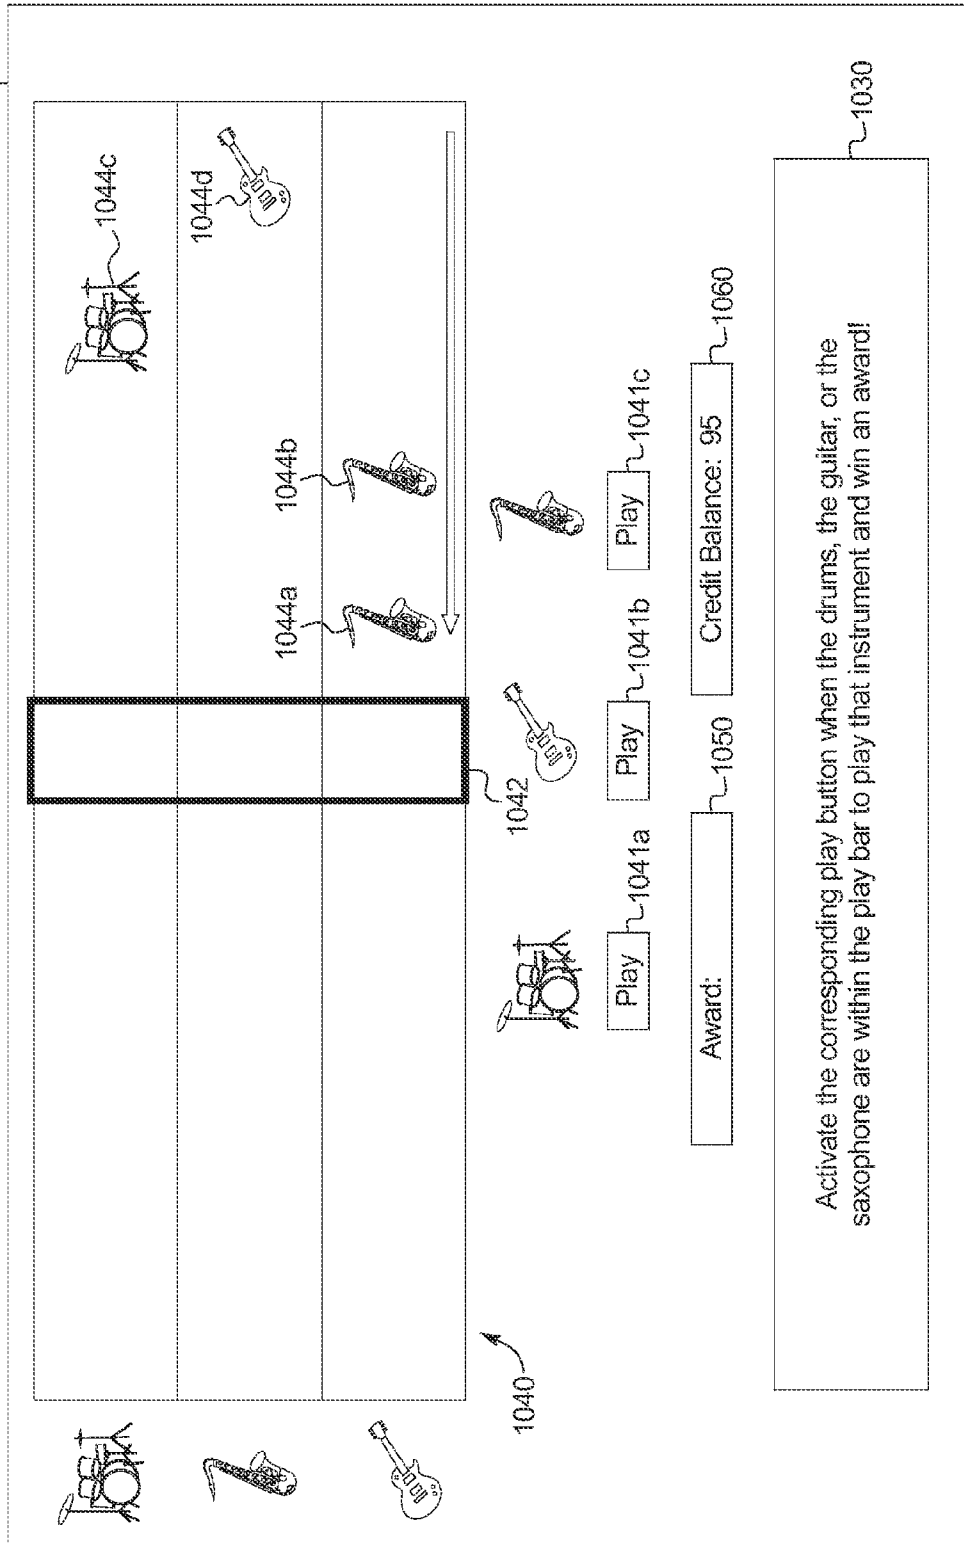 1044c
1044d
1044b
1044a
1042
1040
Play
1041a
Play
1041b
Play
1041c
Award:
1050
Credit Balance: 95
1060
Activate the corresponding play button when the drums, the guitar, or the
saxophone are within the play bar to play that instrument and win an award!
1030